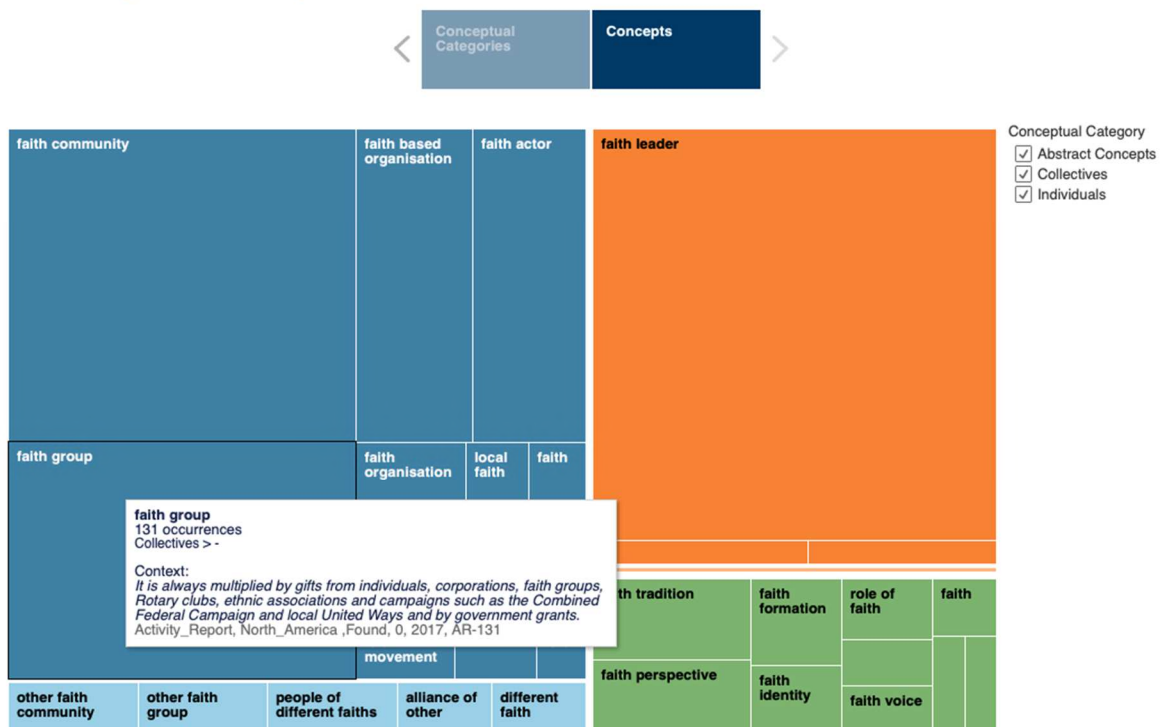 Conceptual
Categories
Concepts
faith community
faith based
organisation
faith actor
faith leader
Conceptual Category
Abstract Concepts
Collectives
Individuals
faith group
faith
organisation
local
faith
faith
faith group
131 occurrences
Collectives > -
Context:
It is always multiplied by gifts from individuals, corporations, faith groups,
Rotary clubs, ethnic associations and campaigns such as the Combined
Federal Campaign and local United Ways and by government grants.
Activity_Report, North_America ,Found, 0, 2017, AR-131
movement
th tradition
faith
formation
role of
faith
faith
faith perspective
faith
identity
faith voice
other faith
community
other faith
group
people of
different faiths
alliance of
other
different
faith